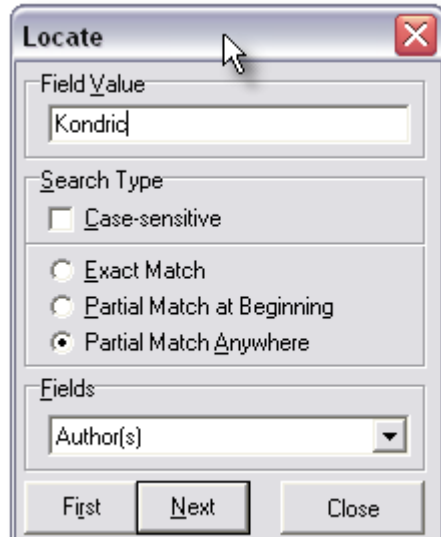 Locate
Field Value
Kondric
Search Type
Case-sensitive
Exact Match
Partial Match at Beginning
Partial Match Anywhere
Fields
Author(s)
First Next Close